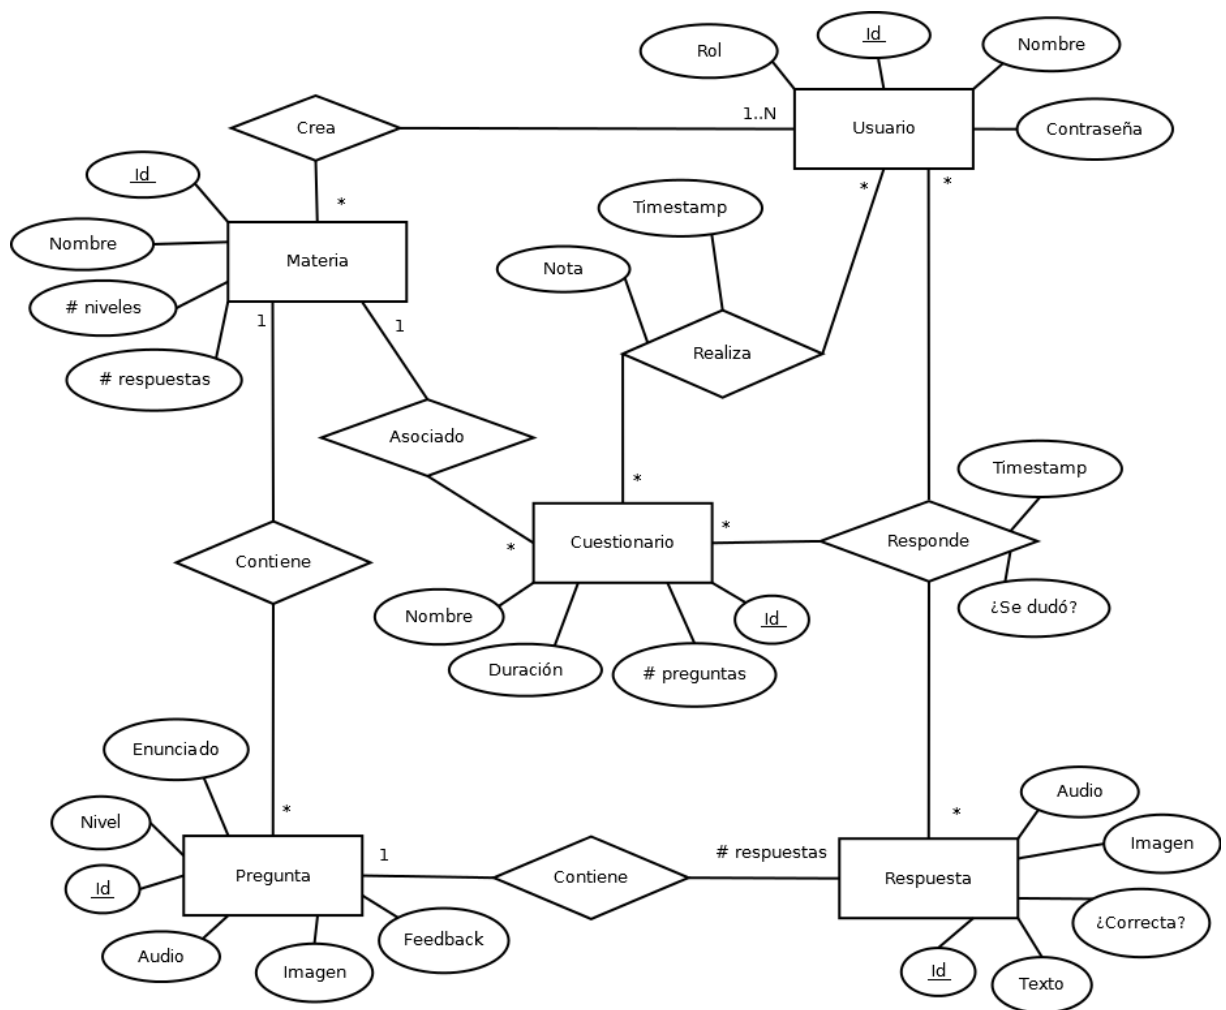 Rol
Id
Nombre
Crea
1..N
Usuario
Contraseña
Id
*
*
*
Timestamp
Nombre
Materia
Nota
# niveles
1
1
# respuestas
Realiza
Asociado
Timestamp
*
*
*
Cuestionario
Responde
Contiene
Nombre
Id
¿Se dudó?
Duración
# preguntas
Enunciado
Audio
*
*
Nivel
Imagen
1
# respuestas
Pregunta
Contiene
Respuesta
Id
¿Correcta?
Feedback
Audio
Imagen
Id
Texto